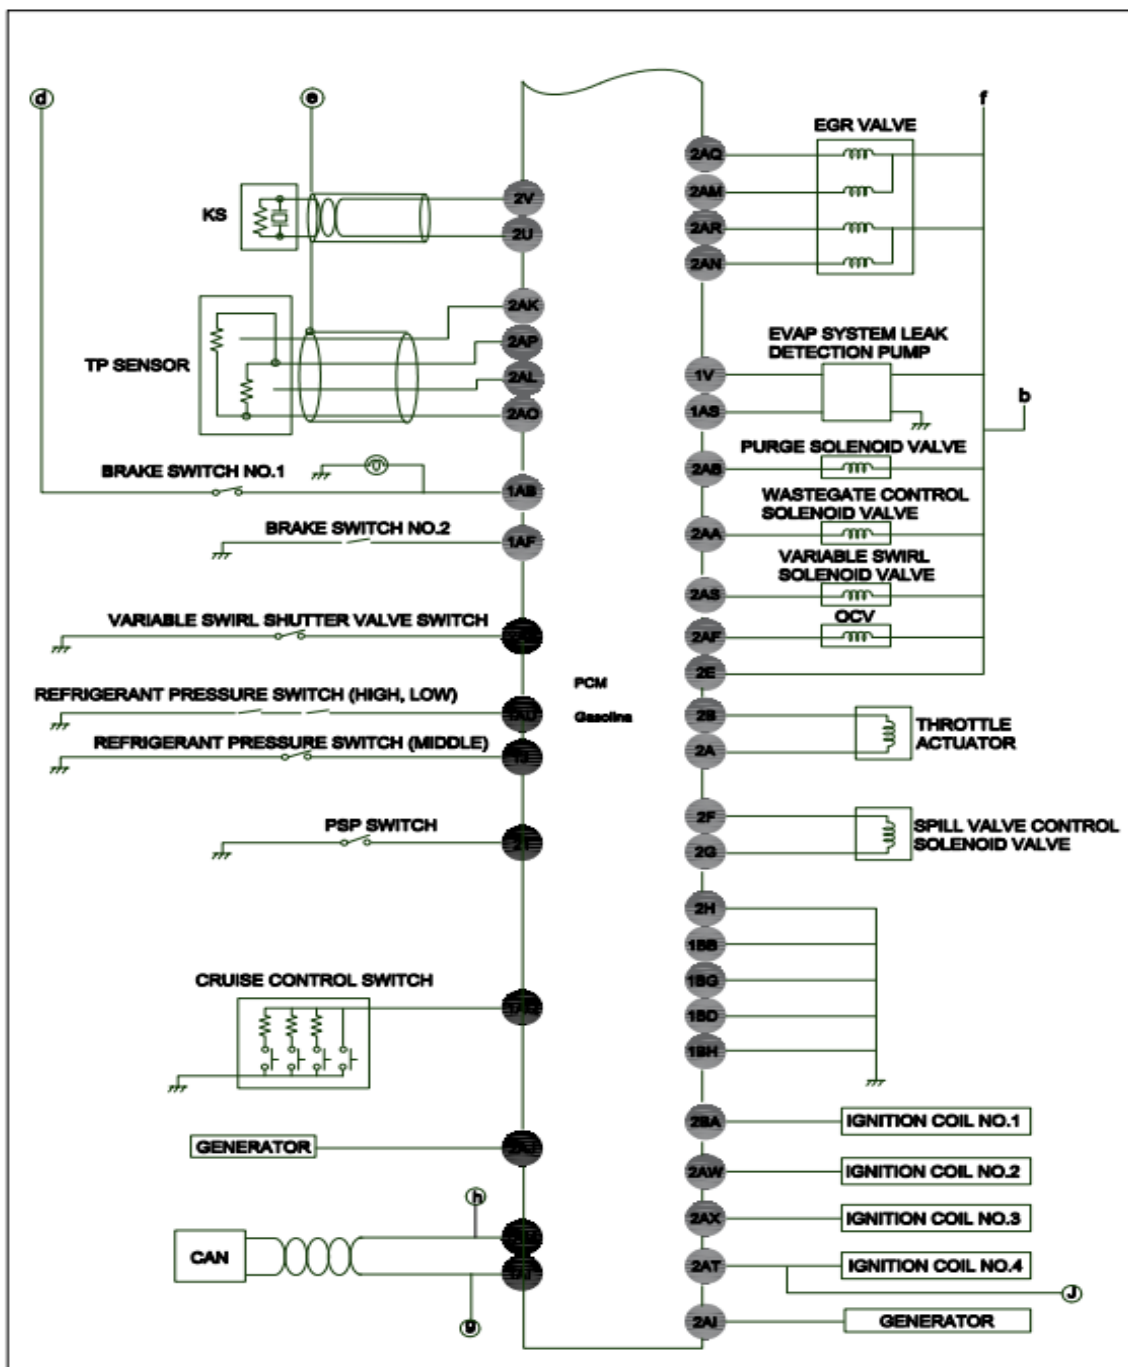 d
e
f
EGR VALVE
2AQ
2AM
2AR
2AN
KS
2V
2U
2AK
2AP
2AL
2AO
TP SENSOR
EVAP SYSTEM LEAK
DETECTION PUMP
1V
1AS
b
BRAKE SWITCH NO.1
1AB
PURGE SOLENOID VALVE
2AB
BRAKE SWITCH NO.2
1AF
WASTEGATE CONTROL
SOLENOID VALVE
2AA
VARIABLE SWIRL
SOLENOID VALVE
2AS
VARIABLE SWIRL SHUTTER VALVE SWITCH
OCV
2AF
2E
PCM
Gasolina
REFRIGERANT PRESSURE SWITCH (HIGH, LOW)
REFRIGERANT PRESSURE SWITCH (MIDDLE)
2B
2A
THROTTLE
ACTUATOR
PSP SWITCH
2F
2G
SPILL VALVE CONTROL
SOLENOID VALVE
2H
1BB
1BG
1BD
1BH
CRUISE CONTROL SWITCH
GENERATOR
2BA
IGNITION COIL NO.1
2AW
IGNITION COIL NO.2
2AX
IGNITION COIL NO.3
2AT
IGNITION COIL NO.4
J
2AI
GENERATOR
h
CAN
g